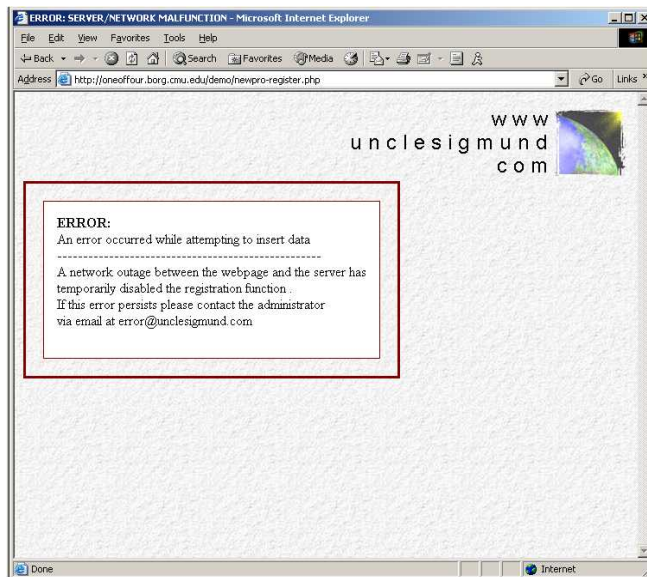 ERROR: SERVER/NETWORK MALFUNCTION - Microsoft Internet Explorer
File Edit View Favorites Tools Help
Back Search Favorites Media
Address http://oneoffour.borg.cmu.edu/demo/newpro-register.php Go Links »
www
unclesigmund
com
ERROR:
An error occurred while attempting to insert data
----------------------------------------------------
A network outage between the webpage and the server has
temporarily disabled the registration function .
If this error persists please contact the administrator
via email at error@unclesigmund.com
Done Internet